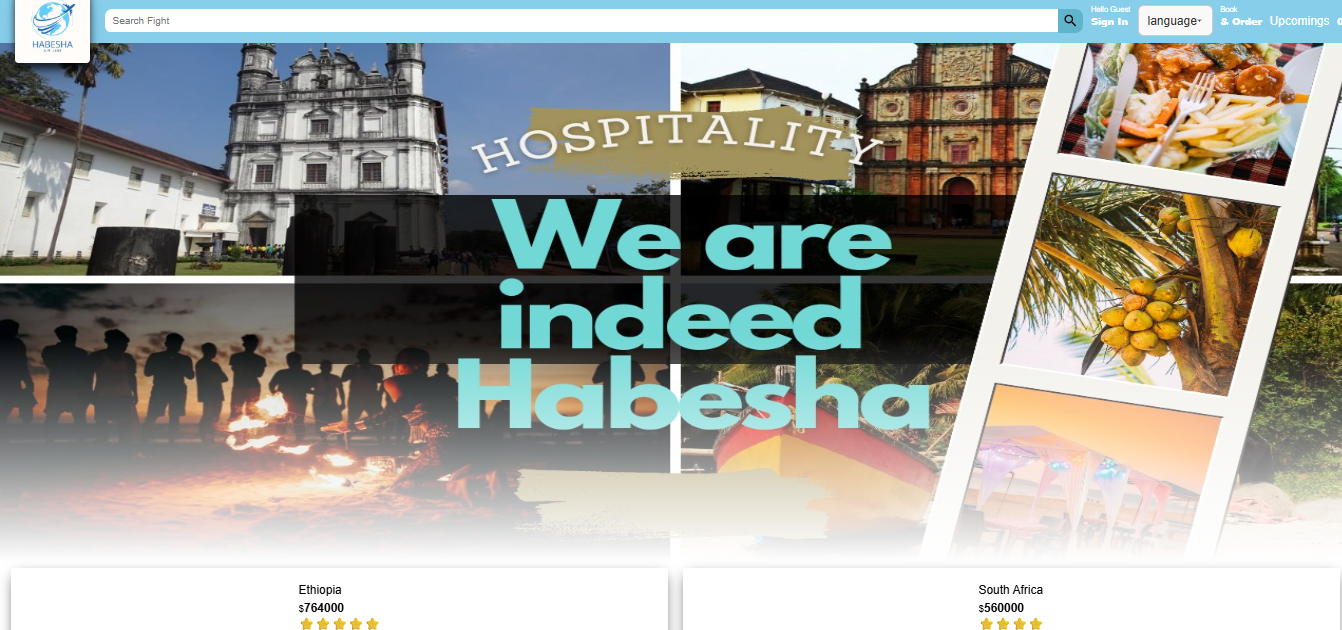 HABESHA
AIR LINE
Search Fight
Hello Guest
Sign In
language
Book
& Order
Upcomings
HOSPITALITY
We are
indeed
Habesha
Ethiopia
$764000
South Africa
$560000